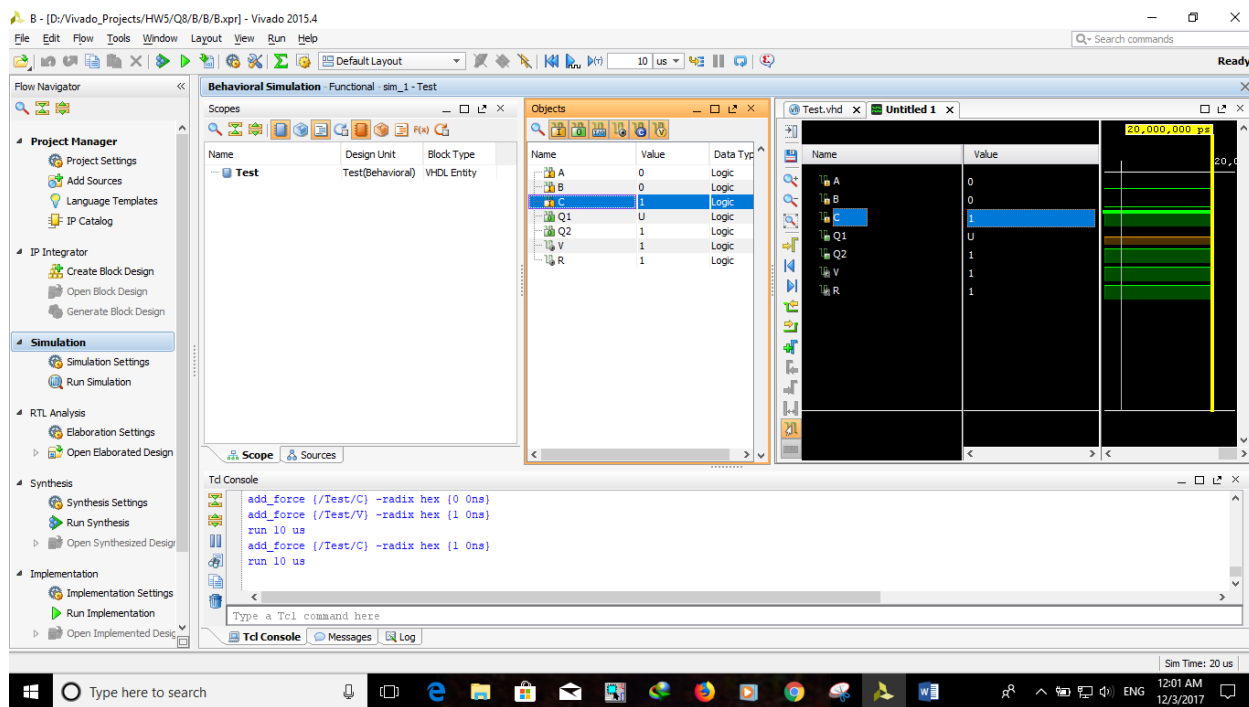 B - [D:/Vivado_Projects/HW5/Q8/B/B/B.xpr] - Vivado 2015.4
File Edit Flow Tools Window Layout View Run Help
Search commands
Default Layout
10 us
Ready
Flow Navigator
Project Manager
Project Settings
Add Sources
Language Templates
IP Catalog
IP Integrator
Create Block Design
Open Block Design
Generate Block Design
Simulation
Simulation Settings
Run Simulation
RTL Analysis
Elaboration Settings
Open Elaborated Design
Synthesis
Synthesis Settings
Run Synthesis
Open Synthesized Desigr
Implementation
Implementation Settings
Run Implementation
Open Implemented Desig
Behavioral Simulation - Functional - sim_1 - Test
Scopes
F(x)
Name Design Unit Block Type
Test Test(Behavioral) VHDL Entity
Scope Sources
Objects
Name Value Data Typ
A 0 Logic
B 0 Logic
C 1 Logic
Q1 U Logic
Q2 1 Logic
V 1 Logic
R 1 Logic
Test.vhd Untitled 1
20,000,000 ps
Name Value
20,0
A 0
B 0
C 1
Q1 U
Q2 1
V 1
R 1
Tcl Console
add_force {/Test/C} -radix hex {0 0ns}
add_force {/Test/V} -radix hex {1 0ns}
run 10 us
add_force {/Test/C} -radix hex {1 0ns}
run 10 us
Type a Tcl command here
Tcl Console Messages Log
Sim Time: 20 us
Type here to search
ENG
12:01 AM
12/3/2017